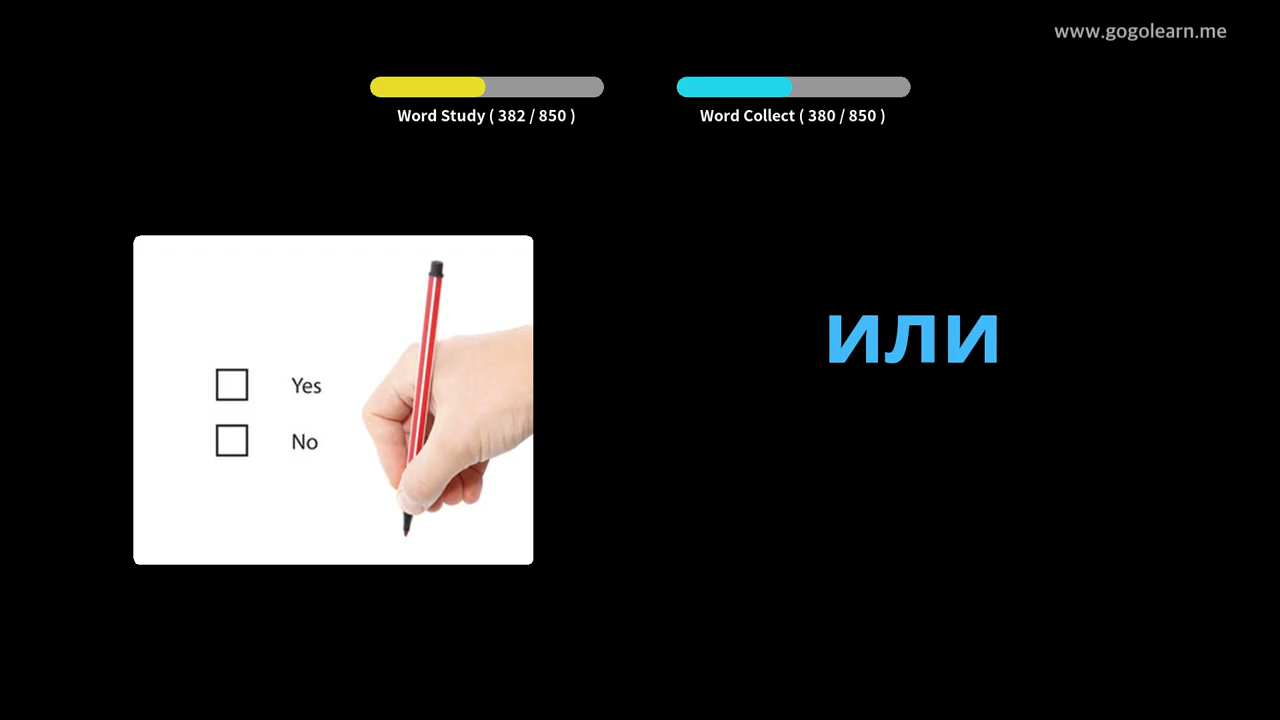 www.gogolearn.me
Word Study ( 382 / 850 )
Word Collect ( 380 / 850 )
Yes
No
или